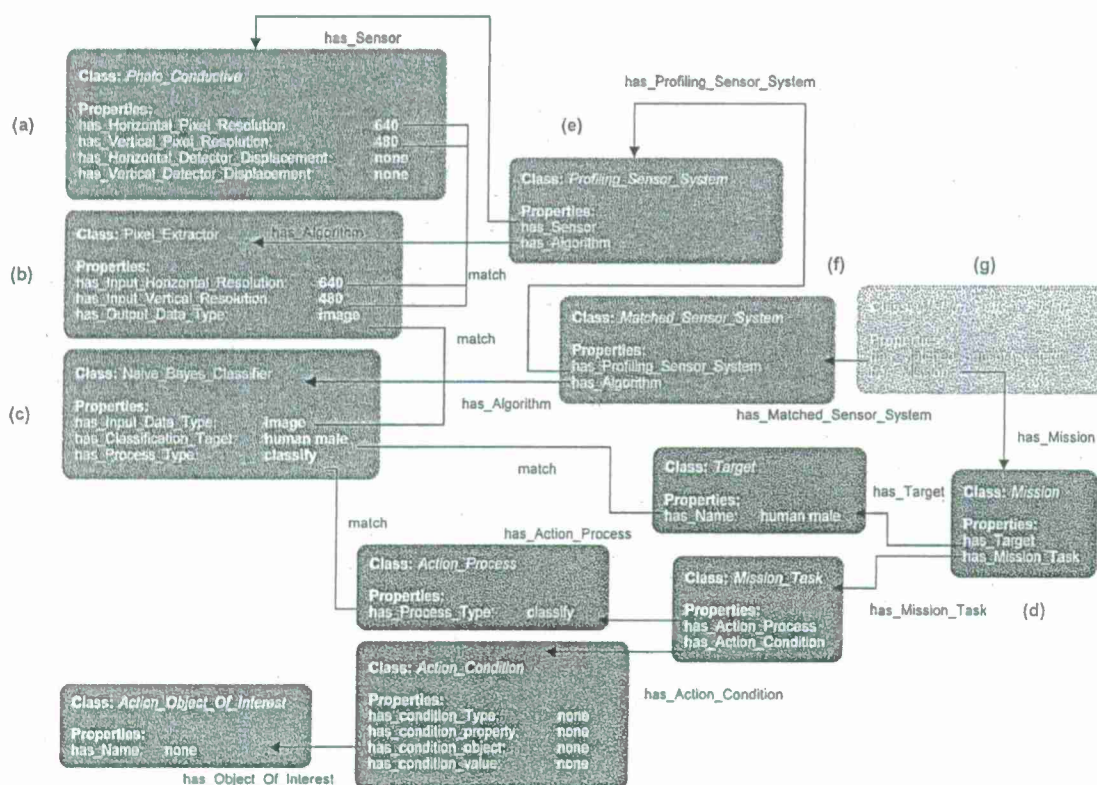 has_Sensor
Class: Photo_Conductive
Properties:
has_Horizontal_Pixel_Resolution 640
has_Vertical_Pixel_Resolution: 480
has_Horizontal_Detector_Displacement: none
has_Vertical_Detector_Displacement: none
(a)
has_Profiling_Sensor_System
(e)
Class: Profiling_Sensor_System
Properties:
has_Sensor
has_Algorithm
Class: Pixel_Extractor
has_Algorithm
Properties:
has_Input_Horizontal_Resolution: 640
has_Input_Vertical_Resolution: 480
has_Output_Data_Type: image
(b)
match
(f)
(g)
Class: Matched_Sensor_System
Properties:
has_Profiling_Sensor_System
has_Algorithm
match
Class: Naive_Bayes_Classifier
Properties:
has_Input_Data_Type: image
has_Classification_Taget: human male
has_Process_Type: classify
(c)
has_Algorithm
has_Matched_Sensor_System
has_Mission
match
Class: Target
Properties:
has_Name: human male
has_Target
Class: Mission
Properties:
has_Target
has_Mission_Task
(d)
match
has_Action_Process
Class: Action_Process
Properties:
has_Process_Type: classify
Class: Mission_Task
Properties:
has_Action_Process
has_Action_Condition
has_Mission_Task
Class: Action_Condition
Properties:
has_condition_Type: none
has_condition_property: none
has_condition_object: none
has_condition_value: none
has_Action_Condition
Class: Action_Object_Of_Interest
Properties:
has_Name: none
has_Object_Of_Interest